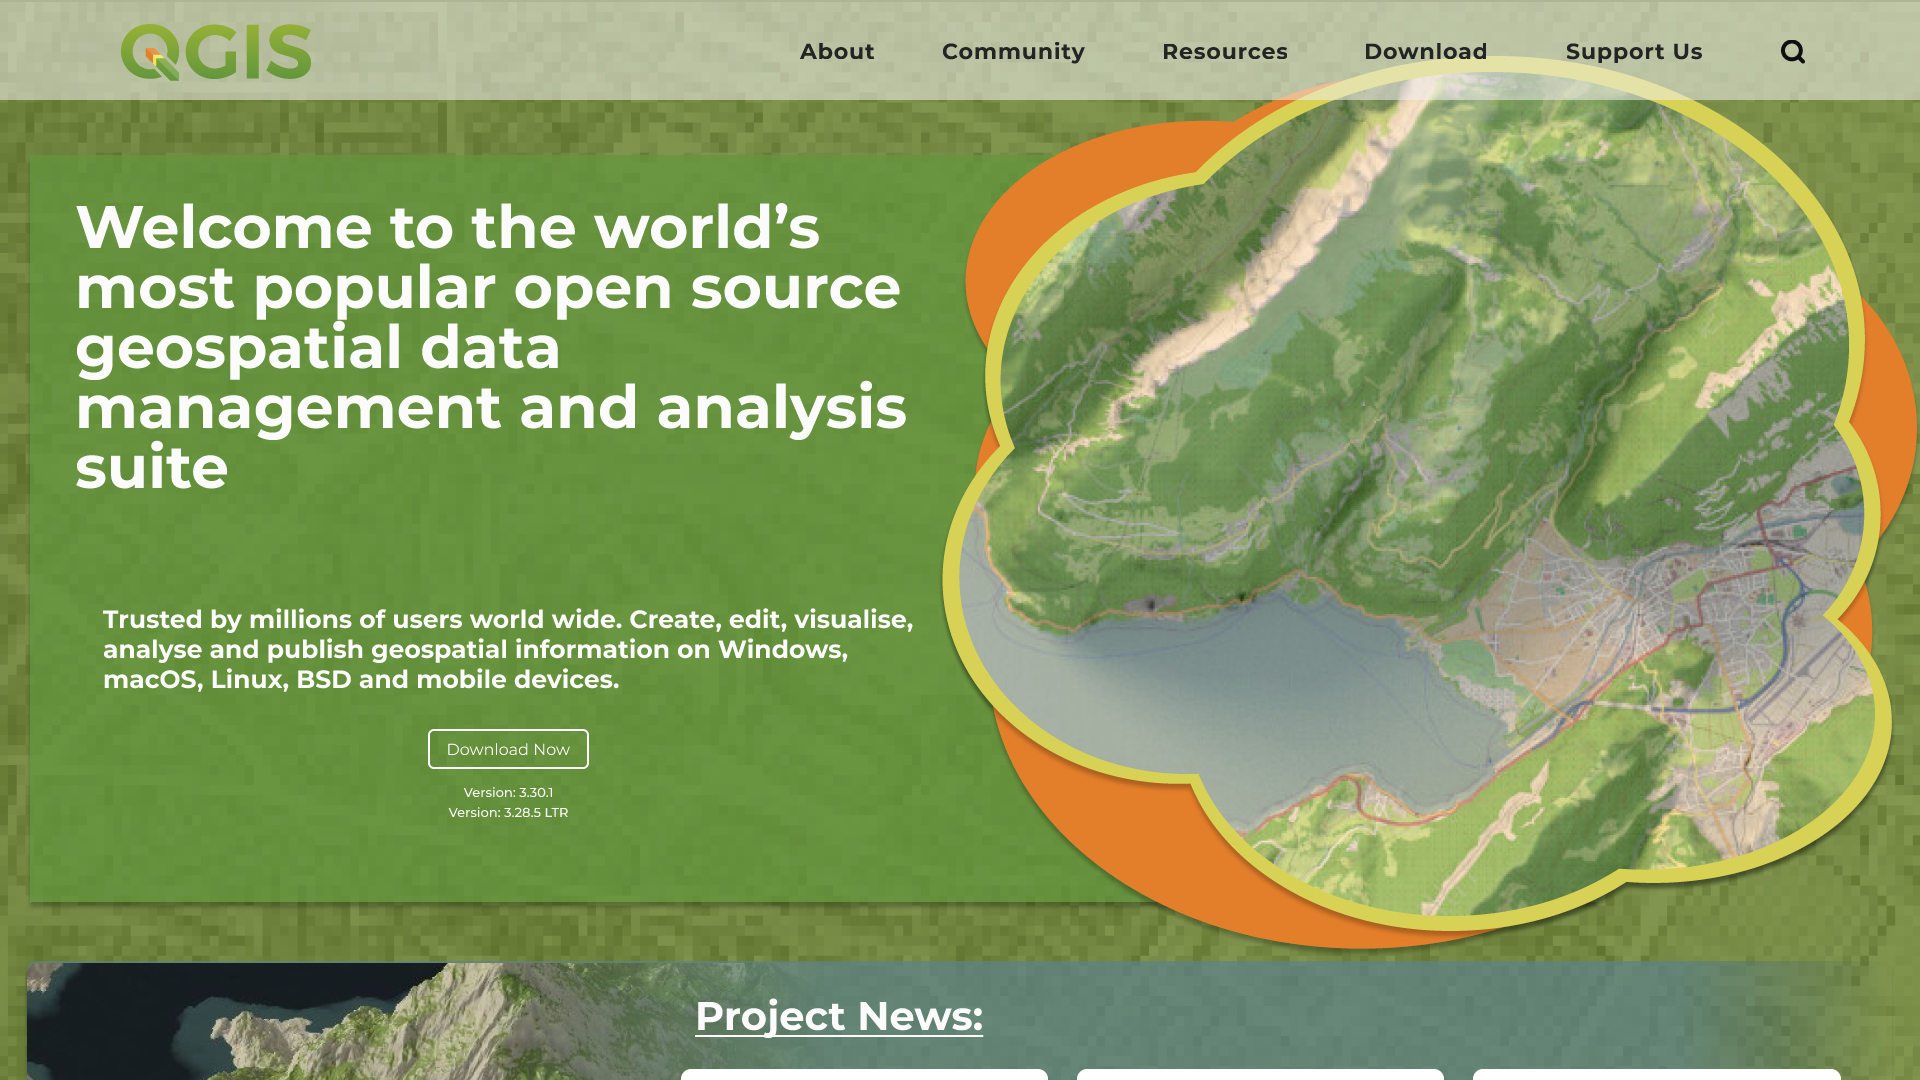 QGIS
About
Community
Resources
Download
Support Us
Welcome to the world’s
most popular open source
geospatial data
management and analysis
suite
Trusted by millions of users world wide. Create, edit, visualise,
analyse and publish geospatial information on Windows,
macOS, Linux, BSD and mobile devices.
Download Now
Version: 3.30.1
Version: 3.28.5 LTR
Project News: